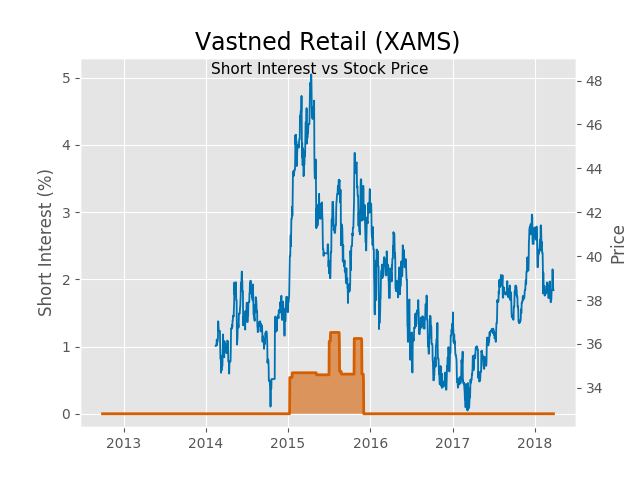 Vastned Retail (XAMS)
Short Interest vs Stock Price
Short Interest (%)
5
4
3
2
1
0
48
46
44
42
40
38
36
34
Price
2013 2014 2015 2016 2017 2018